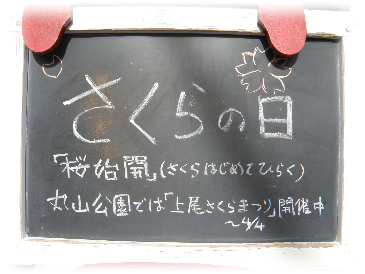 さくらの日
「桜始開」(さくらはじめてひらく)
丸山公園では「上尾さくらまつり」開催中
～4/4